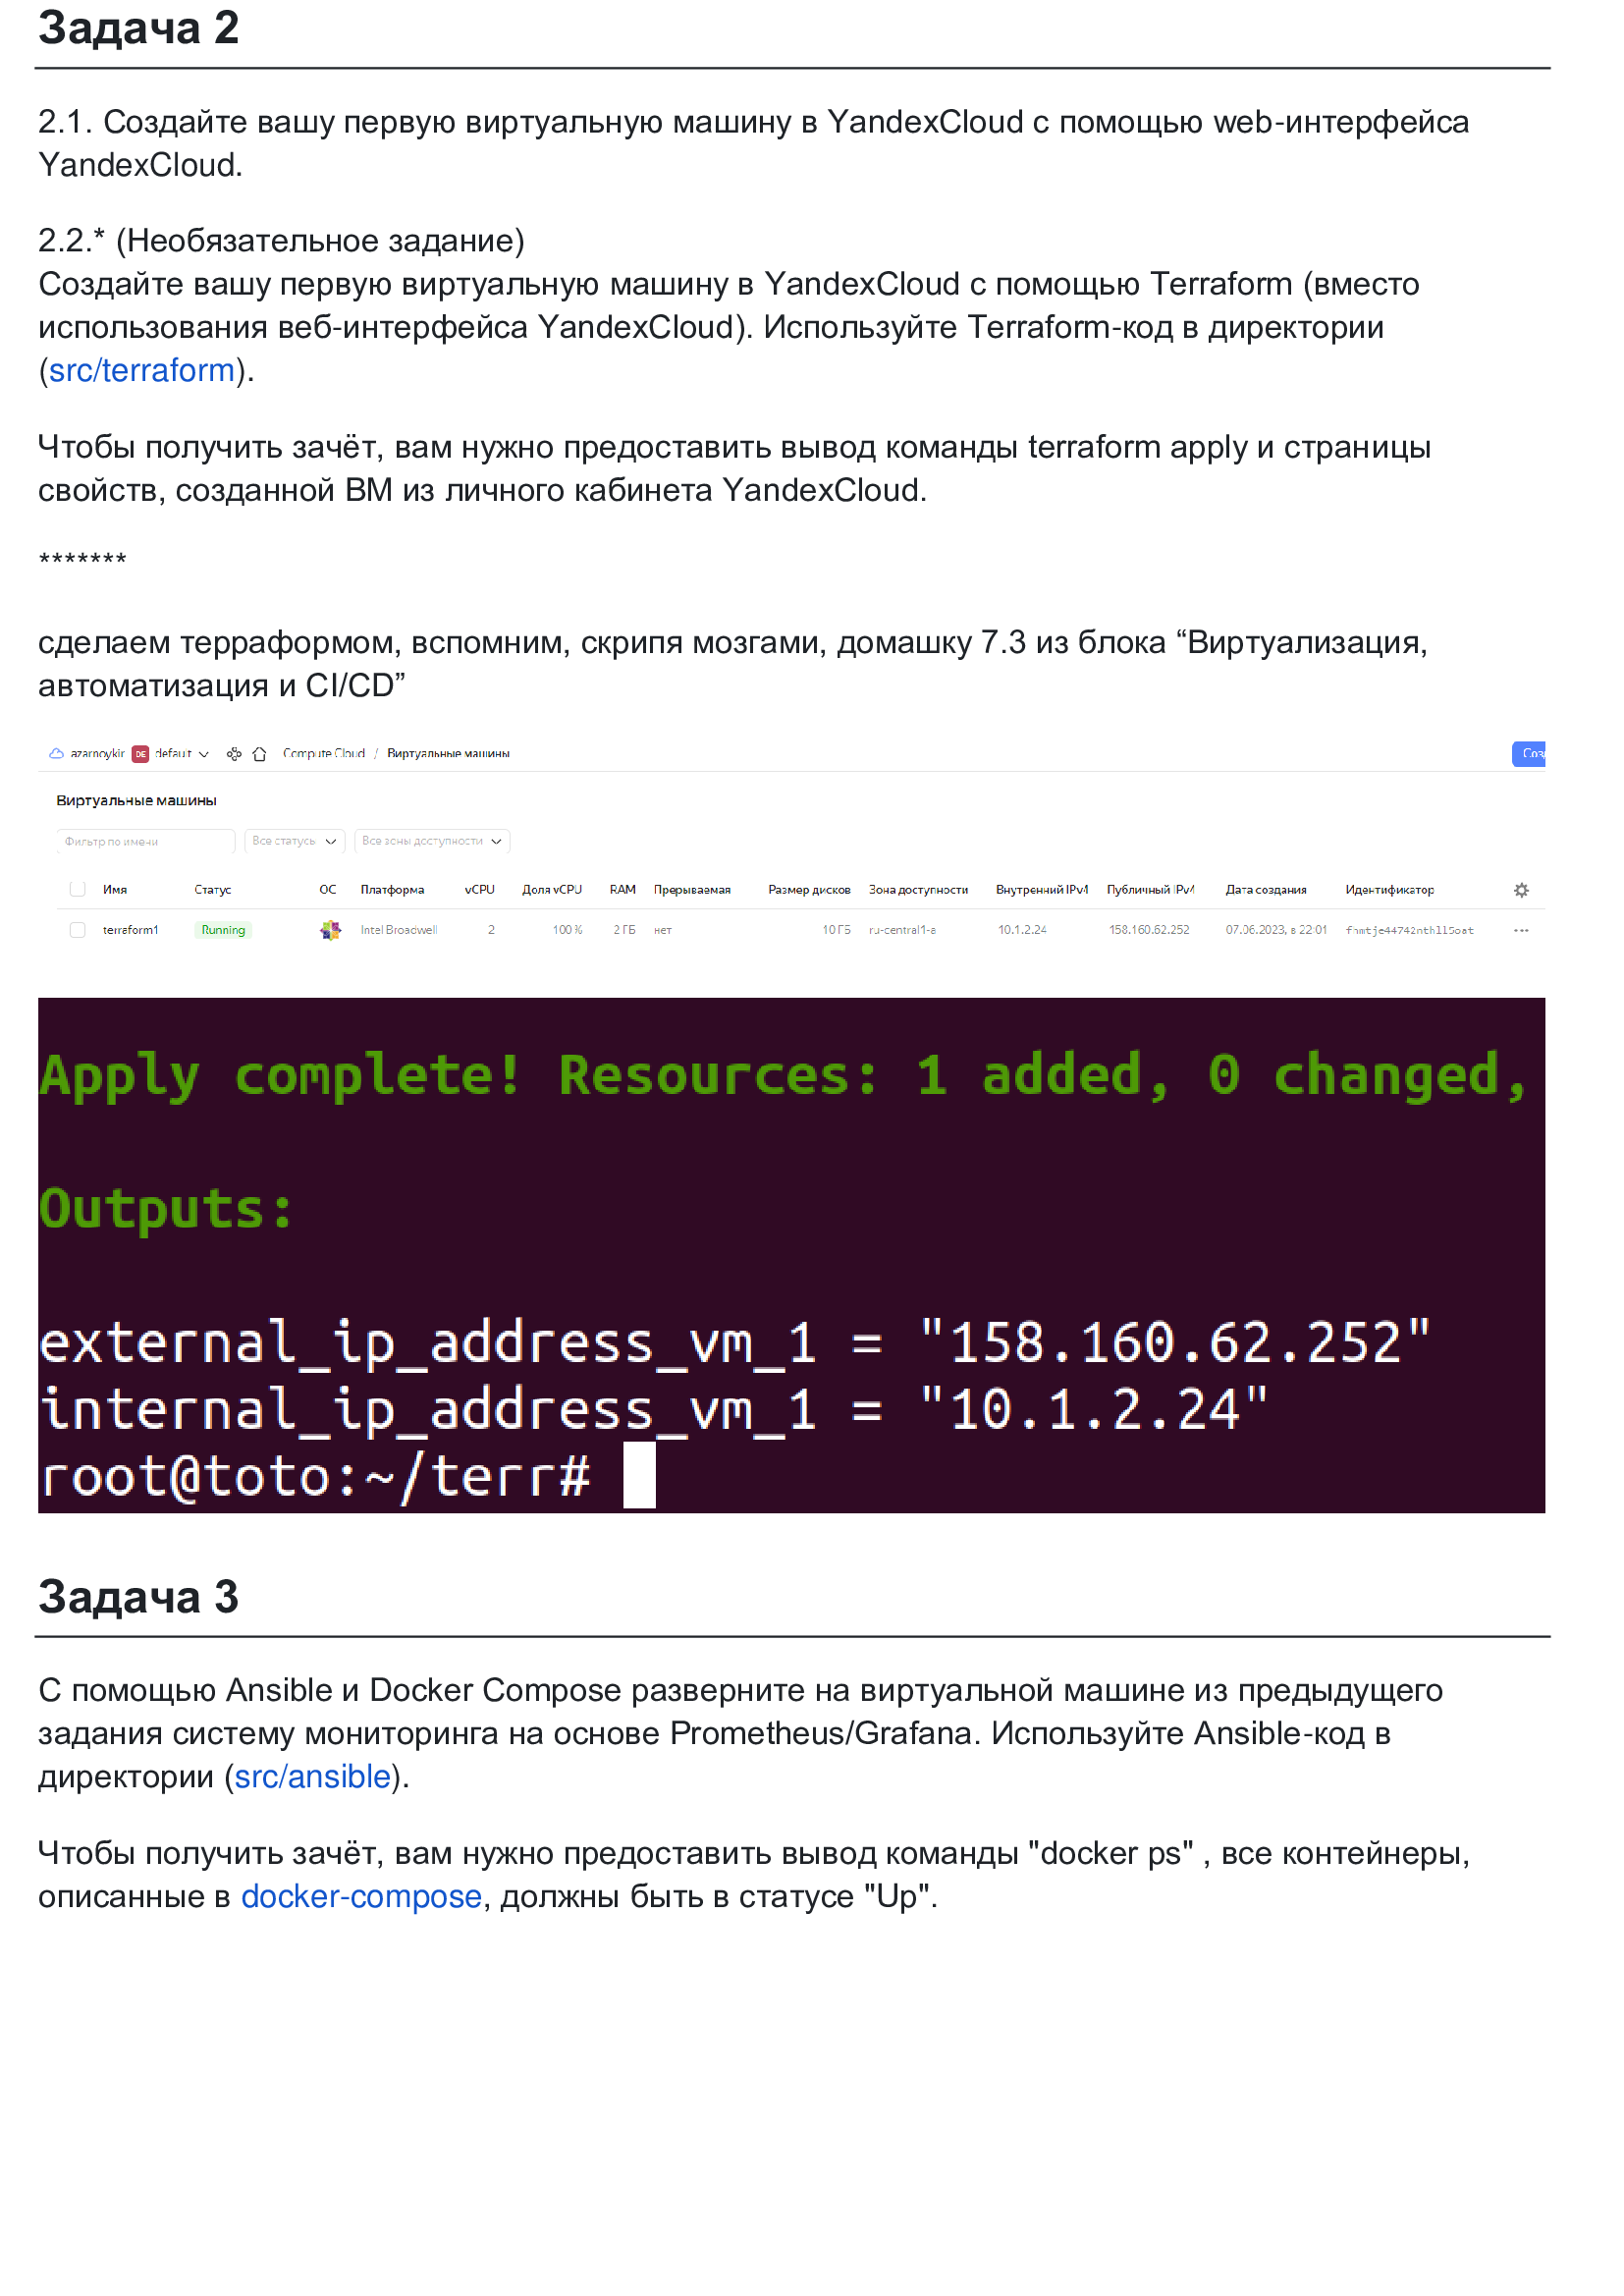 Задача 2
2.1. Создайте вашу первую виртуальную машину в YandexCloud с помощью web-интерфейса
YandexCloud.
2.2.* (Необязательное задание)
Создайте вашу первую виртуальную машину в YandexCloud с помощью Terraform (вместо
использования веб-интерфейса YandexCloud). Используйте Terraform-код в директории
(src/terraform).
Чтобы получить зачёт, вам нужно предоставить вывод команды terraform apply и страницы
свойств, созданной ВМ из личного кабинета YandexCloud.
*******
сделаем терраформом, вспомним, скрипя мозгами, домашку 7.3 из блока “Виртуализация,
автоматизация и CI/CD”
azarnoykir DE default Compute Cloud / Виртуальные машины Соз
Виртуальные машины
Фильтр по имени Все статусы Все зоны доступности
Имя Статус ОС Платформа vCPU Доля vCPU RAM Прерываемая Размер дисков Зона доступности Внутренний IPv4 Публичный IPv4 Дата создания Идентификатор
terraform1 Running Intel Broadwell 2 100 % 2 ГБ нет 10 ГБ ru-central1-a 10.1.2.24 158.160.62.252 07.06.2023, в 22:01
Apply complete! Resources: 1 added, 0 changed,
Outputs:
external_ip_address_vm_1 = "158.160.62.252"
internal_ip_address_vm_1 = "10.1.2.24"
root@toto:~/terr#
Задача 3
С помощью Ansible и Docker Compose разверните на виртуальной машине из предыдущего
задания систему мониторинга на основе Prometheus/Grafana. Используйте Ansible-код в
директории (src/ansible).
Чтобы получить зачёт, вам нужно предоставить вывод команды "docker ps" , все контейнеры,
описанные в docker-compose, должны быть в статусе "Up".